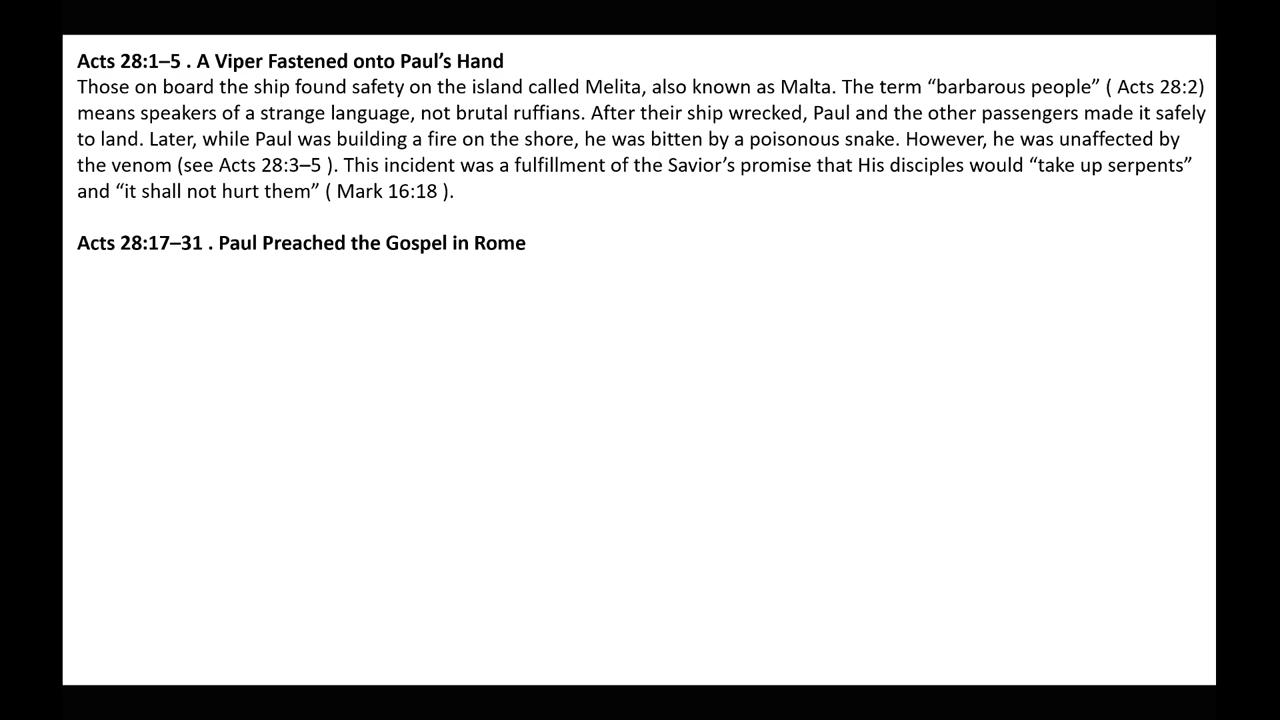 Acts 28:1–5 . A Viper Fastened onto Paul’s Hand
Those on board the ship found safety on the island called Melita, also known as Malta. The term “barbarous people” ( Acts 28:2)
means speakers of a strange language, not brutal ruffians. After their ship wrecked, Paul and the other passengers made it safely
to land. Later, while Paul was building a fire on the shore, he was bitten by a poisonous snake. However, he was unaffected by
the venom (see Acts 28:3–5 ). This incident was a fulfillment of the Savior’s promise that His disciples would “take up serpents”
and “it shall not hurt them” ( Mark 16:18 ).
Acts 28:17–31 . Paul Preached the Gospel in Rome